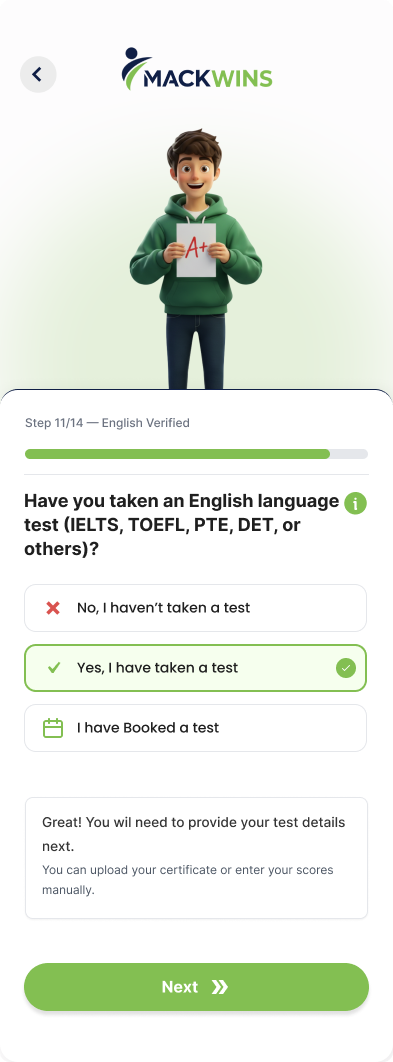 MACKWINS
A+
Step 11/14 — English Verified
Have you taken an English language
test (IELTS, TOEFL, PTE, DET, or
others)?
i
No, I haven’t taken a test
Yes, I have taken a test
I have Booked a test
Great! You wil need to provide your test details
next.
You can upload your certificate or enter your scores
manually.
Next